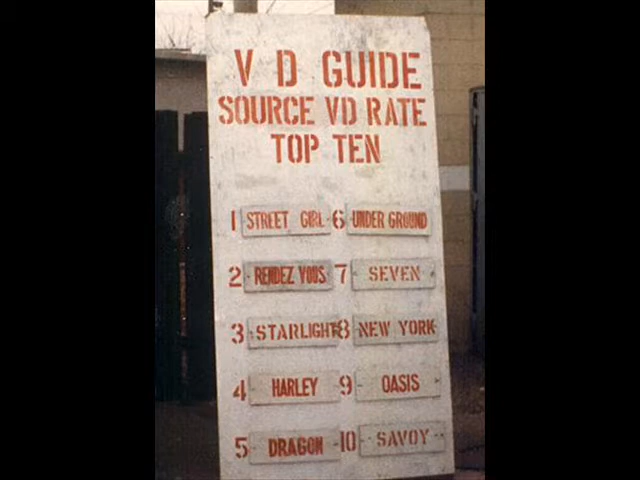 V D GUIDE
SOURCE VD RATE
TOP TEN
1 STREET GIRL 6 UNDER GROUND
2 RENDEZ VOUS 7 SEVEN
3 STARLIGHT 8 NEW YORK
4 HARLEY 9 OASIS
5 DRAGON 10 SAVOY